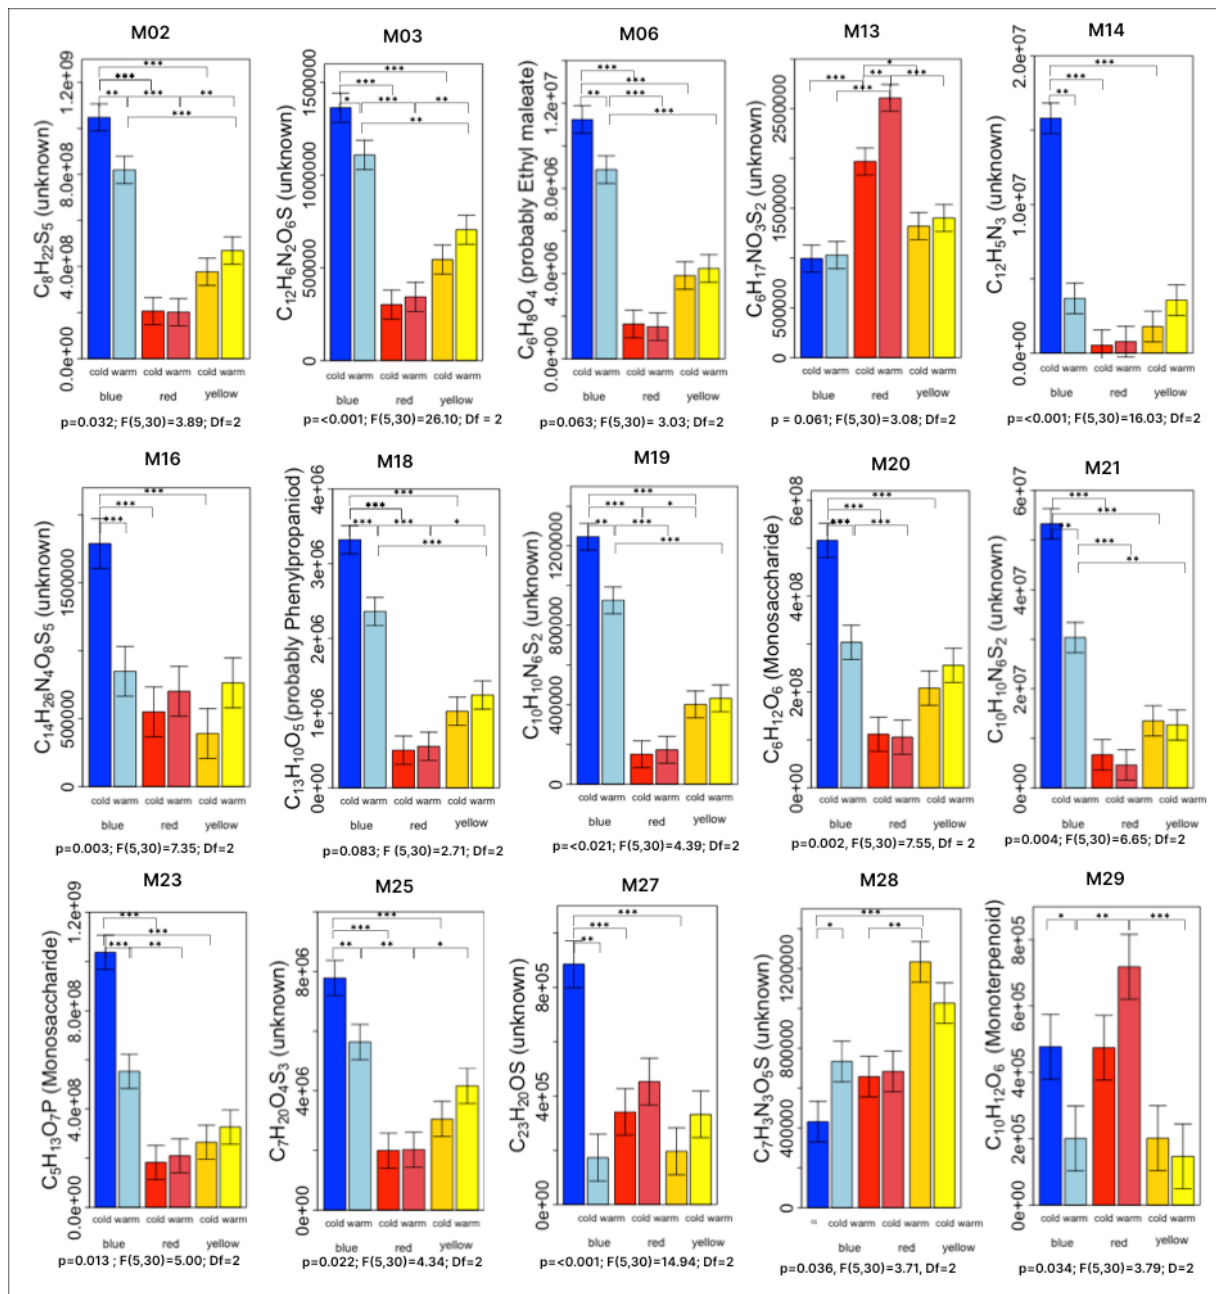 M02
C8H22S5 (unknown)
0.0e+00 4.0e+08 8.0e+08 1.2e+09
*** *** ** *** ** ***
cold warm cold warm cold warm
blue red yellow
p=0.032; F(5,30)=3.89; Df=2
M03
C12H6N2O6S (unknown)
0 500000 1000000 1500000
*** *** * *** ** **
cold warm cold warm cold warm
blue red yellow
p=<0.001; F(5,30)=26.10; Df = 2
M06
C6H8O4 (probably Ethyl maleate)
0.0e+00 4.0e+06 8.0e+06 1.2e+07
*** *** ** *** ***
cold warm cold warm cold warm
blue red yellow
p=0.063; F(5,30)= 3.03; Df=2
M13
C6H17NO3S2 (unknown)
0 500000 1000000 1500000 2000000 2500000
* *** ** *** ***
cold warm cold warm cold warm
blue red yellow
p = 0.061; F(5,30)=3.08; Df=2
M14
C12H5N3 (unknown)
0.0e+00 1.0e+07 2.0e+07
*** *** **
cold warm cold warm cold warm
blue red yellow
p=<0.001; F(5,30)=16.03; Df=2
M16
C14H26N4O8S5 (unknown)
0 500000 1500000
*** *** ***
cold warm cold warm cold warm
blue red yellow
p=0.003; F(5,30)=7.35; Df=2
M18
C13H10O5 (probably Phenylpropaniod)
0e+00 1e+06 2e+06 3e+06 4e+06
*** *** *** *** * ***
cold warm cold warm cold warm
blue red yellow
p=0.083; F (5,30)=2.71; Df=2
M19
C10H10N6S2 (unknown)
0 400000 800000 1200000
*** *** * ** *** ***
cold warm cold warm cold warm
blue red yellow
p=<0.021; F(5,30)=4.39; Df=2
M20
C6H12O6 (Monosaccharide)
0e+00 2e+08 4e+08 6e+08
*** *** *** ***
cold warm cold warm cold warm
blue red yellow
p=0.002, F(5,30)=7.55, Df = 2
M21
C10H10N6S2 (unknown)
0e+00 2e+07 4e+07 6e+07
*** *** ** *** **
cold warm cold warm cold warm
blue red yellow
p=0.004; F(5,30)=6.65; Df=2
M23
C5H13O7P (Monosaccharide)
0.0e+00 4.0e+08 8.0e+08 1.2e+09
*** *** *** **
cold warm cold warm cold warm
blue red yellow
p=0.013 ; F(5,30)=5.00; Df=2
M25
C7H20O4S3 (unknown)
0e+00 4e+06 8e+06
*** *** ** ** *
cold warm cold warm cold warm
blue red yellow
p=0.022; F(5,30)=4.34; Df=2
M27
C23H20OS (unknown)
0e+00 4e+05 8e+05
*** *** **
cold warm cold warm cold warm
blue red yellow
p=<0.001; F(5,30)=14.94; Df=2
M28
C7H3N3O5S (unknown)
0 400000 800000 1200000
*** * **
cold warm cold warm cold warm
blue red yellow
p=0.036, F(5,30)=3.71, Df=2
M29
C10H12O6 (Monoterpenoid)
0e+00 2e+05 4e+05 6e+05 8e+05
* ** ***
cold warm cold warm cold warm
blue red yellow
p=0.034; F(5,30)=3.79; D=2